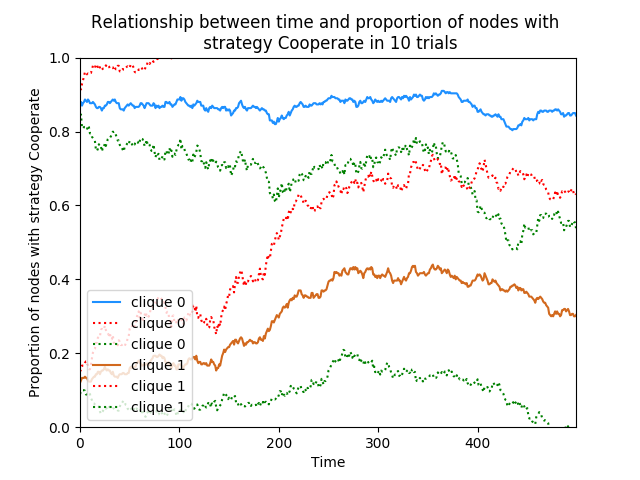 Relationship between time and proportion of nodes with
strategy Cooperate in 10 trials
Proportion of nodes with strategy Cooperate
1.0
0.8
0.6
0.4
0.2
0.0
clique 0
clique 0
clique 0
clique 1
clique 1
clique 1
0 100 200 300 400
Time